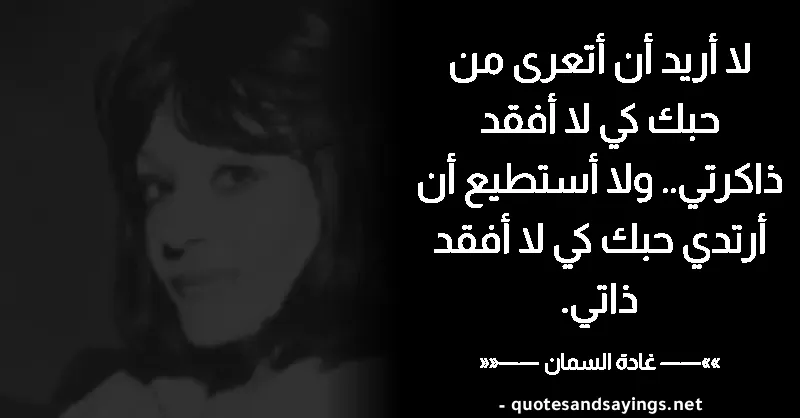 لا أريد أن أتعرى من
حبك كي لا أفقد
ذاكرتي.. ولا أستطيع أن
أرتدي حبك كي لا أفقد
ذاتي.
»»—— غادة السمان ——««
- quotesandsayings.net